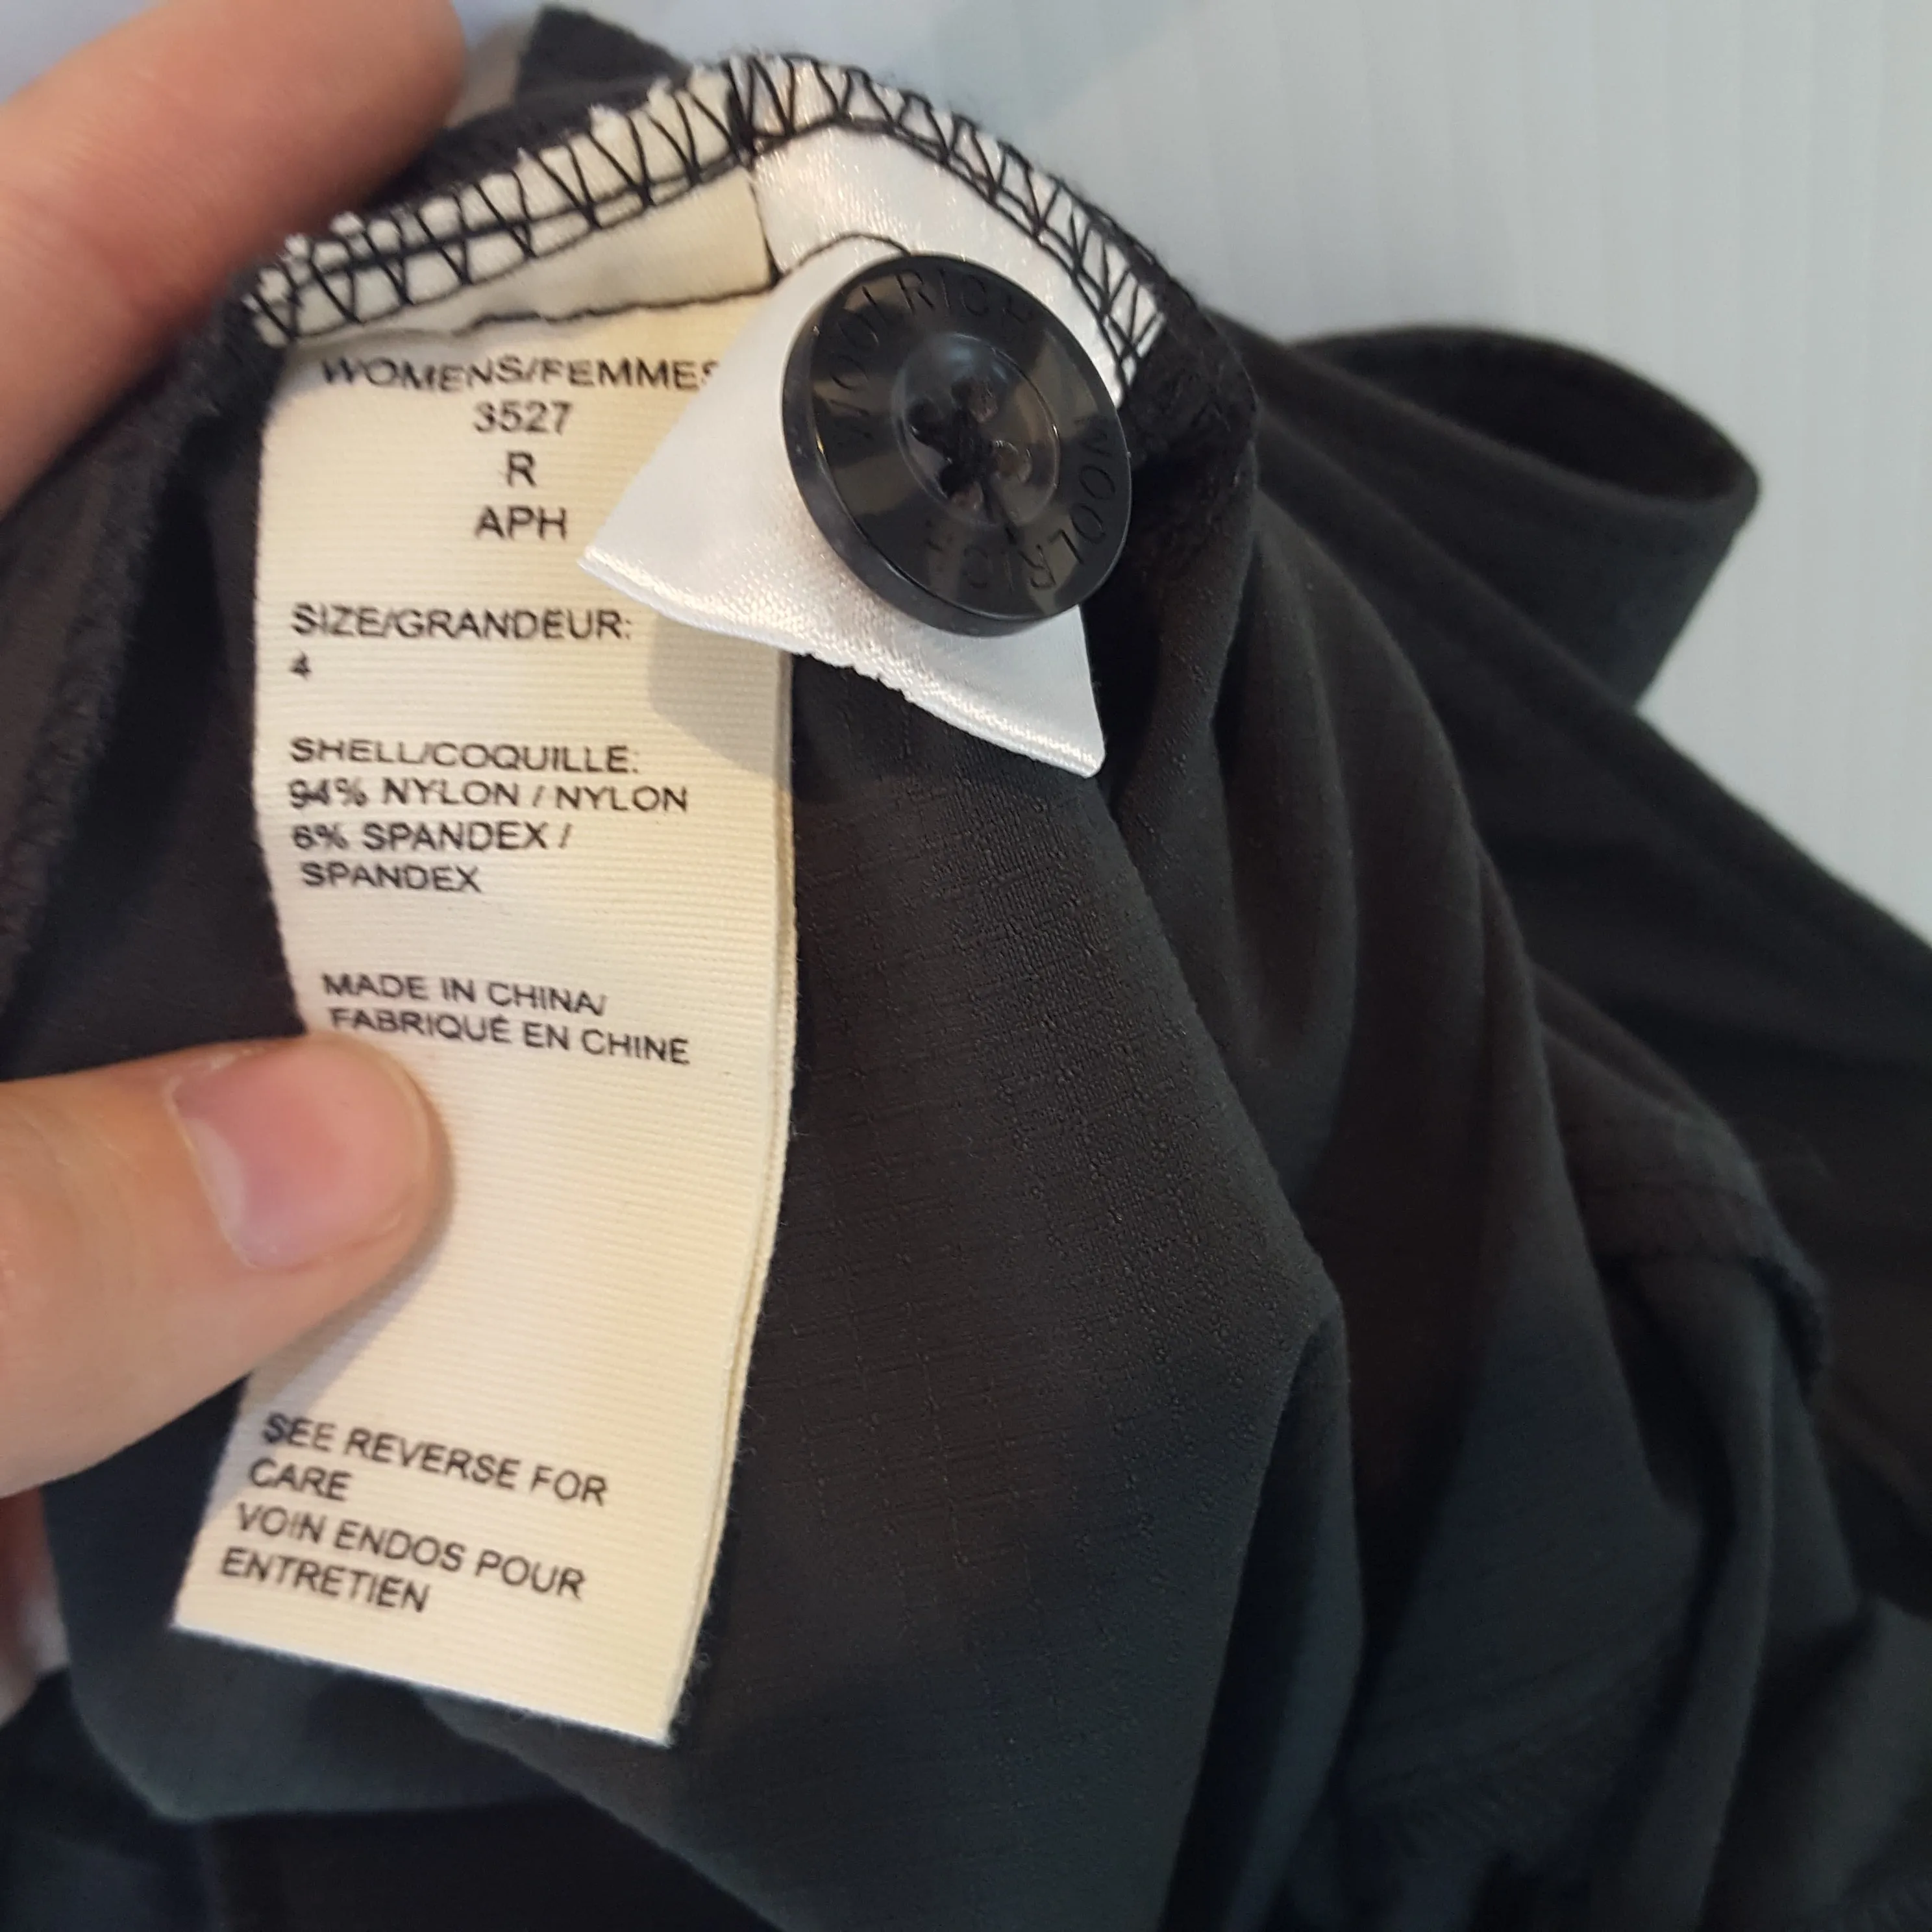 WOMENS/FEMMES
3527
R
APH
SIZE/GRANDEUR:
4
SHELL/COQUILLE:
94% NYLON / NYLON
6% SPANDEX /
SPANDEX
MADE IN CHINA/
FABRIQUÉ EN CHINE
SEE REVERSE FOR
CARE
VOIN ENDOS POUR
ENTRETIEN
WOOLRICH
WOOLRICH